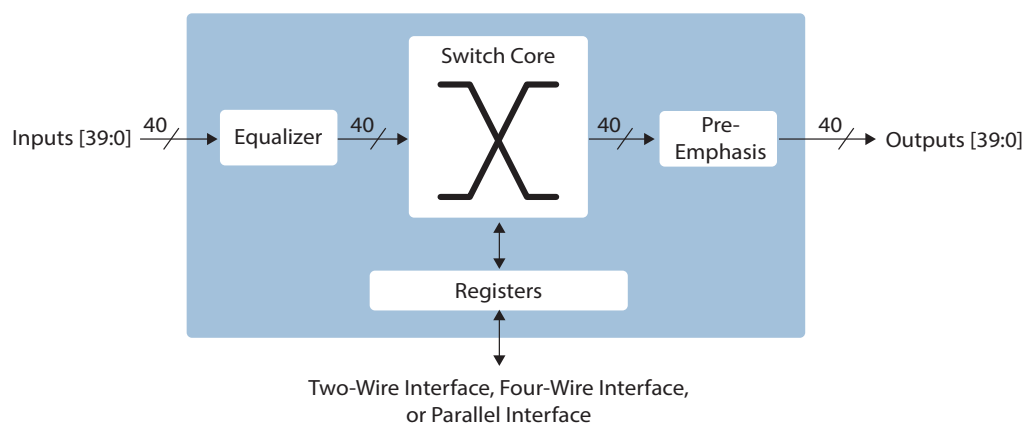 Switch Core
Inputs [39:0]
40
Equalizer
40
40
Pre-
Emphasis
40
Outputs [39:0]
Registers
Two-Wire Interface, Four-Wire Interface,
or Parallel Interface